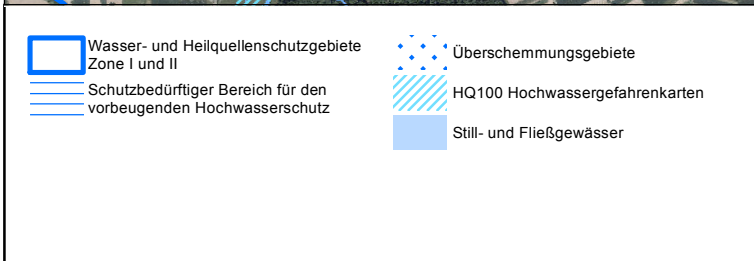 Wasser- und Heilquellenschutzgebiete
Zone I und II
Schutzbedürftiger Bereich für den
vorbeugenden Hochwasserschutz
Überschemmungsgebiete
HQ100 Hochwassergefahrenkarten
Still- und Fließgewässer